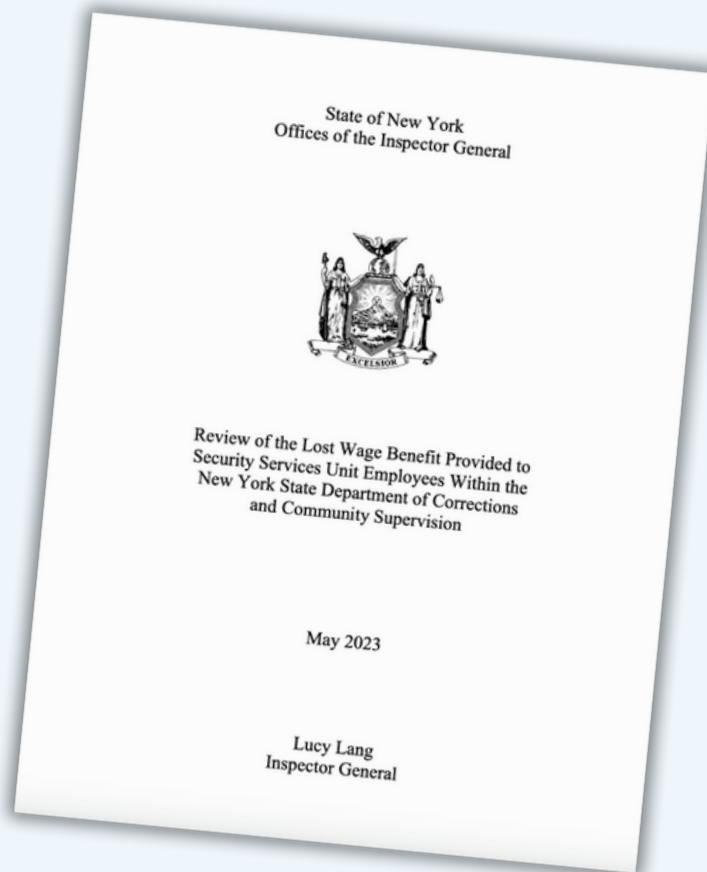 State of New York
Offices of the Inspector General
EXCELSIOR
Review of the Lost Wage Benefit Provided to
Security Services Unit Employees Within the
New York State Department of Corrections
and Community Supervision
May 2023
Lucy Lang
Inspector General